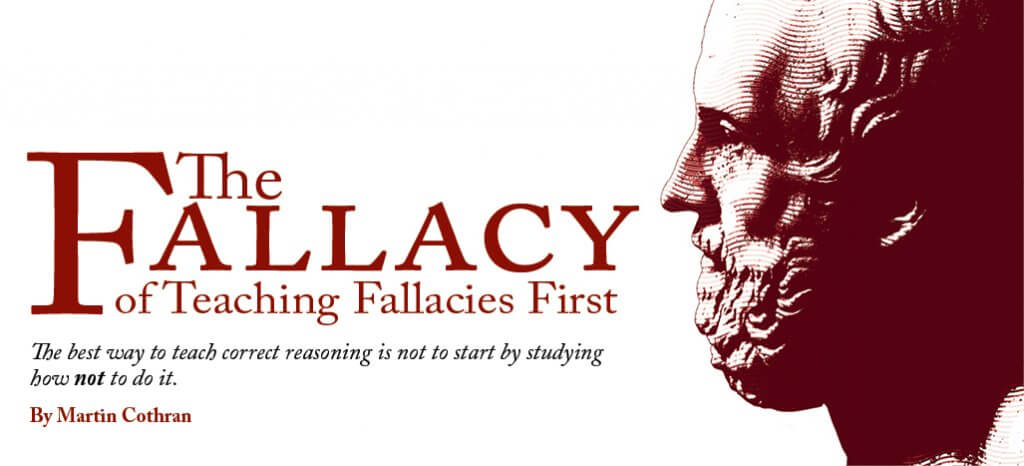 The
FALLACY
of Teaching Fallacies First
The best way to teach correct reasoning is not to start by studying
how not to do it.
By Martin Cothran